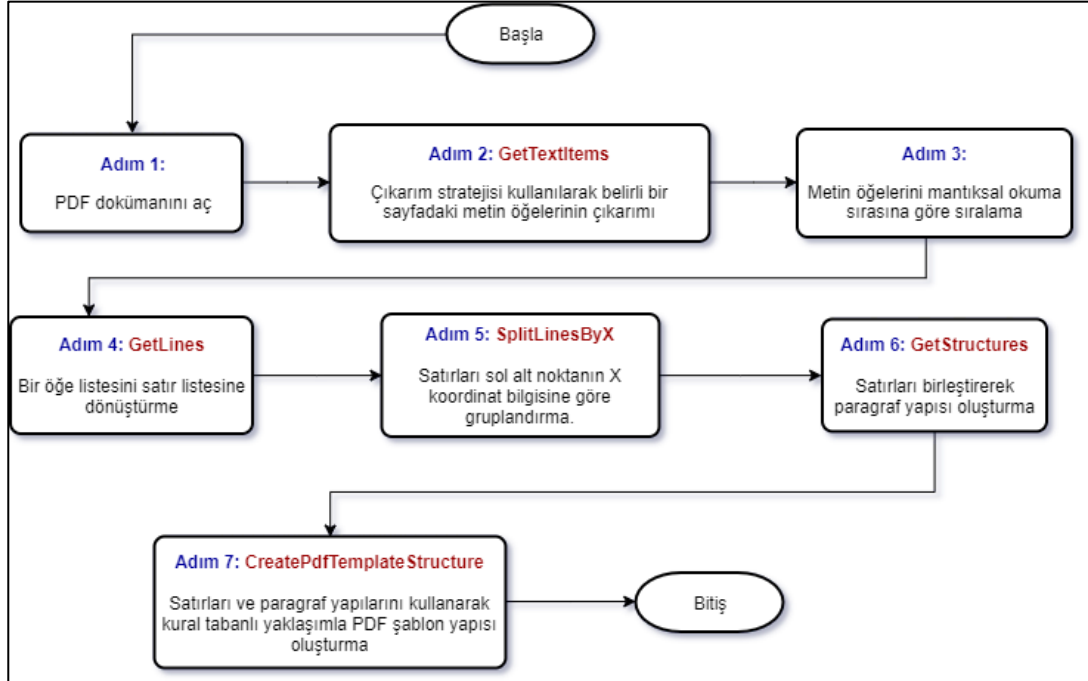 Başla
Adım 1:
PDF dokümanını aç
Adım 2: GetTextItems
Çıkarım stratejisi kullanılarak belirli bir
sayfadaki metin öğelerinin çıkarımı
Adım 3:
Metin öğelerini mantıksal okuma
sırasına göre sıralama
Adım 4: GetLines
Bir öğe listesini satır listesine
dönüştürme
Adım 5: SplitLinesByX
Satırları sol alt noktanın X
koordinat bilgisine göre
gruplandırma.
Adım 6: GetStructures
Satırları birleştirerek
paragraf yapısı oluşturma
Adım 7: CreatePdfTemplateStructure
Satırları ve paragraf yapılarını kullanarak
kural tabanlı yaklaşımla PDF şablon yapısı
oluşturma
Bitiş